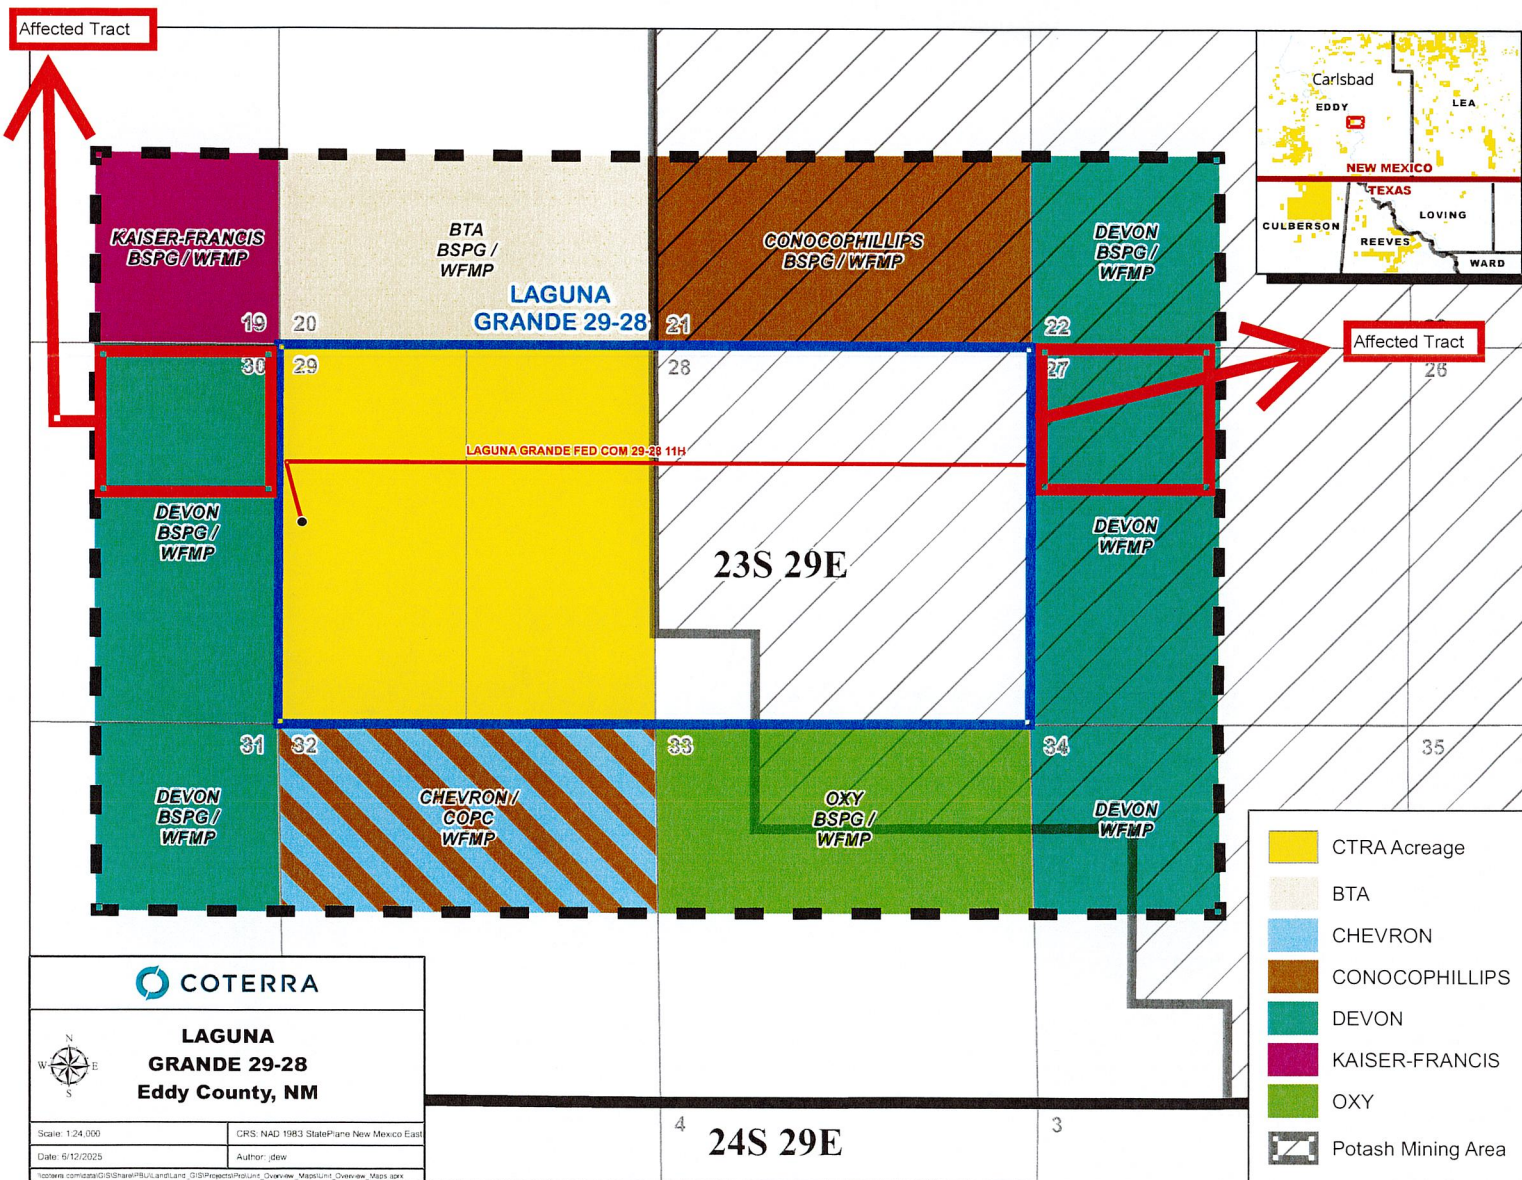 Affected Tract
Carlsbad
EDDY
LEA
NEW MEXICO
TEXAS
CULBERSON
LOVING
REEVES
WARD
KAISER-FRANCIS
BSPG / WFMP
BTA
BSPG /
WFMP
CONOCOPHILLIPS
BSPG / WFMP
DEVON
BSPG /
WFMP
LAGUNA
GRANDE 29-28
19
20
21
22
Affected Tract
30
29
28
27
26
LAGUNA GRANDE FED COM 29-28 11H
DEVON
BSPG /
WFMP
23S 29E
DEVON
WFMP
31
32
33
34
35
DEVON
BSPG /
WFMP
CHEVRON /
COPC
WFMP
OXY
BSPG /
WFMP
DEVON
WFMP
CTRA Acreage
BTA
CHEVRON
CONOCOPHILLIPS
DEVON
KAISER-FRANCIS
OXY
Potash Mining Area
COTERRA
N
W E
S
LAGUNA
GRANDE 29-28
Eddy County, NM
Scale: 1:24,000
CRS: NAD 1983 StatePlane New Mexico East
Date: 6/12/2025
Author: jdew
4
3
24S 29E